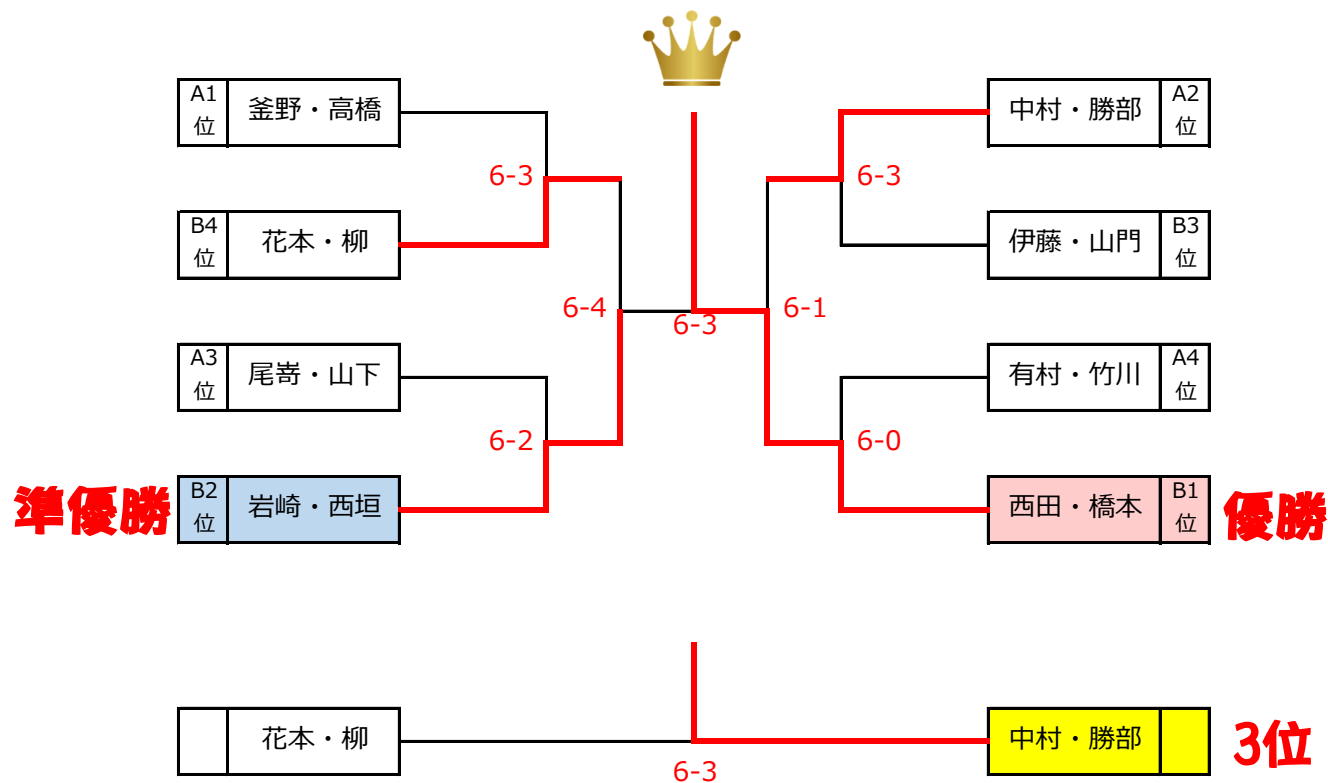 A1
位
釜野・高橋
中村・勝部
A2
位
6-3
6-3
B4
位
花本・柳
伊藤・山門
B3
位
6-4
6-3
6-1
A3
位
尾嵜・山下
有村・竹川
A4
位
6-2
6-0
準優勝
B2
位
岩崎・西垣
西田・橋本
B1
位
優勝
花本・柳
中村・勝部
3位
6-3